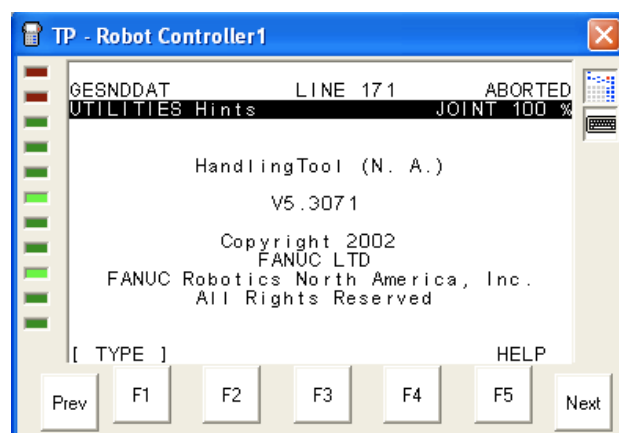 TP - Robot Controller1
GESNDDAT LINE 171 ABORTED
UTILITIES Hints JOINT 100 %
HandlingTool (N. A.)
V5.3071
Copyright 2002
FANUC LTD
FANUC Robotics North America, Inc.
All Rights Reserved
[ TYPE ] HELP
Prev F1 F2 F3 F4 F5 Next